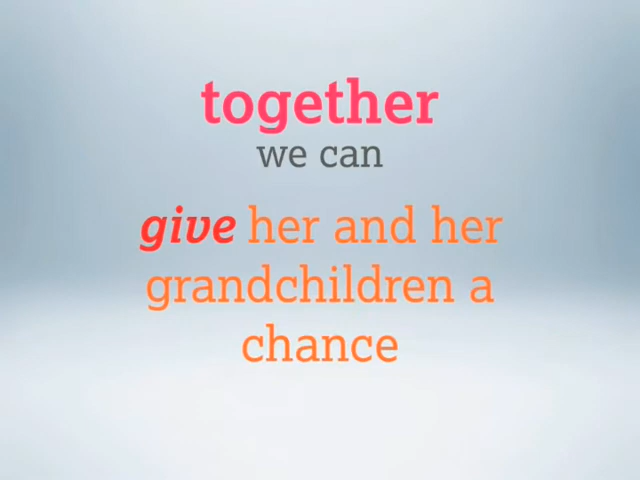 together
we can
give her and her
grandchildren a
chance